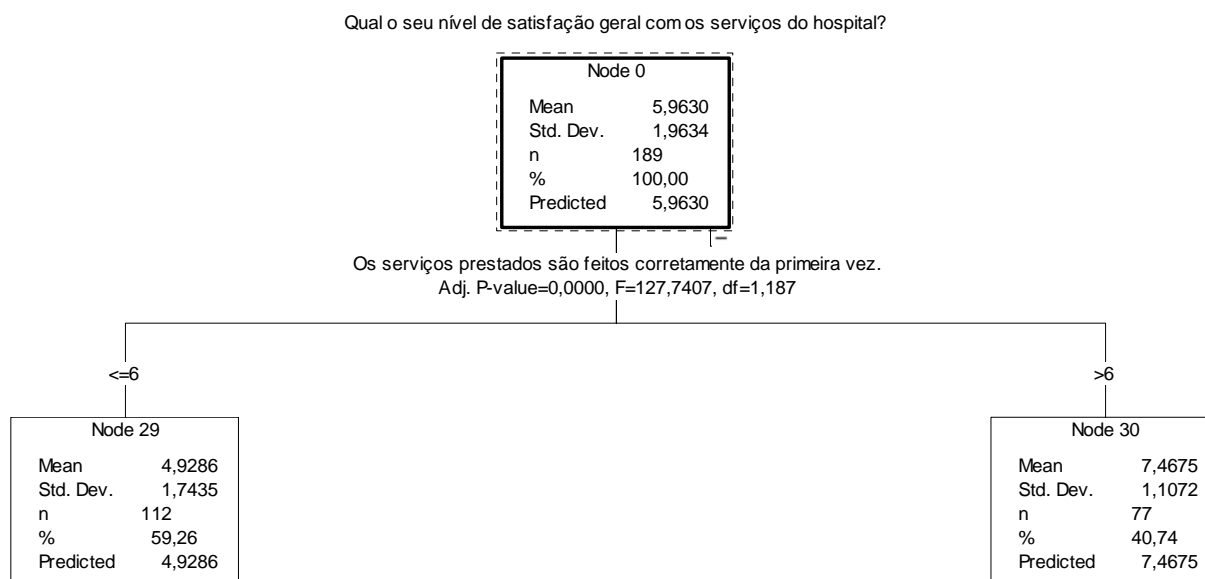 Qual o seu nível de satisfação geral com os serviços do hospital?
Node 0
Mean 5,9630
Std. Dev. 1,9634
n 189
% 100,00
Predicted 5,9630
Os serviços prestados são feitos corretamente da primeira vez.
Adj. P-value=0,0000, F=127,7407, df=1,187
<=6
>6
Node 29
Mean 4,9286
Std. Dev. 1,7435
n 112
% 59,26
Predicted 4,9286
Node 30
Mean 7,4675
Std. Dev. 1,1072
n 77
% 40,74
Predicted 7,4675